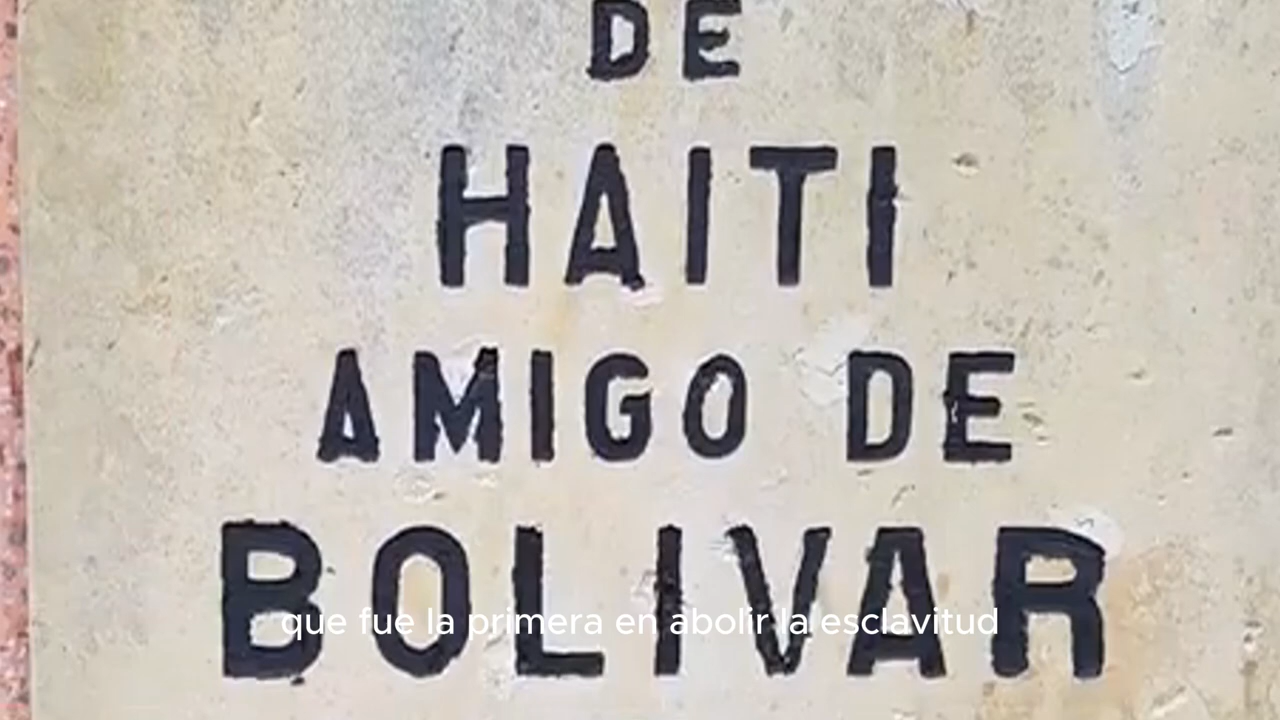 DE
HAITI
AMIGO DE
BOLIVAR
que fue la primera en abolir la esclavitud